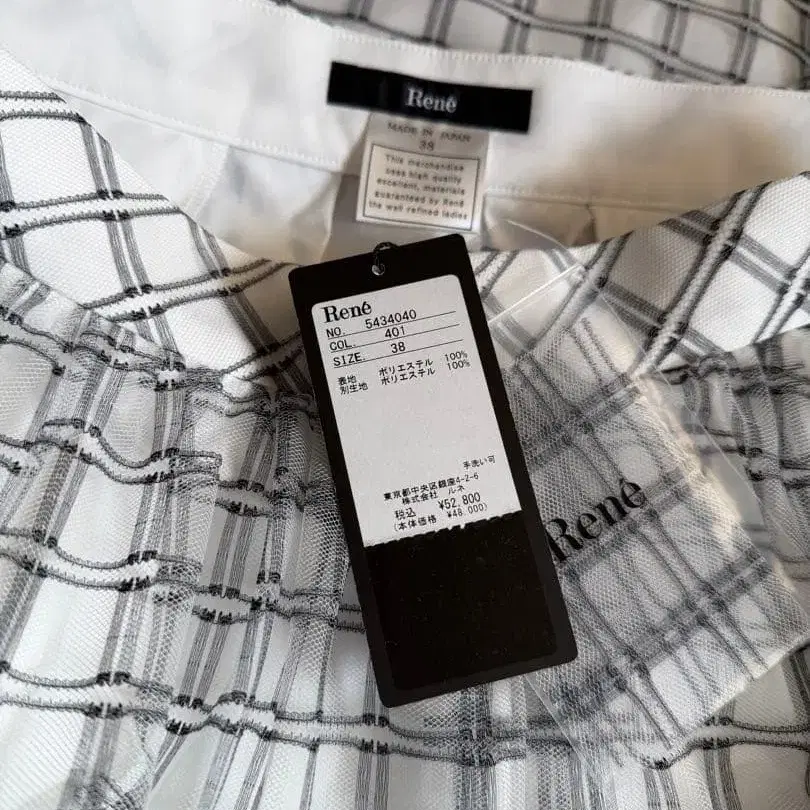 René
MADE IN JAPAN
38
This merchandise
uses high quality
excellent, materials
guaranteed by René
the well refined ladies
René
NO. 5434040
COL. 401
SIZE. 38
表地 ポリエステル 100%
別生地 ポリエステル 100%
手洗い可
東京都中央区銀座4-2-6
株式会社 ルネ
税込 ¥52,800
(本体価格 ¥48,000)
René